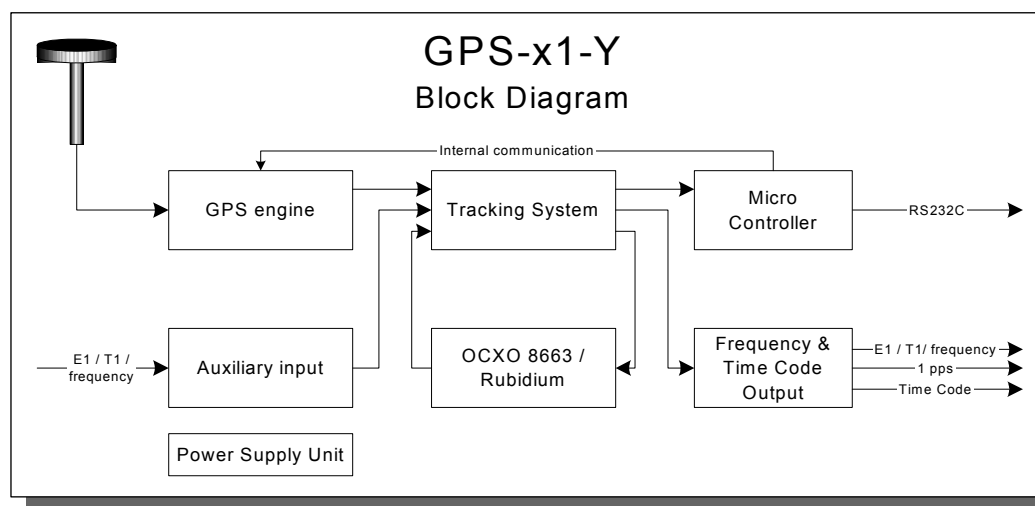 GPS-x1-Y
Block Diagram
Internal communication
GPS engine
Tracking System
Micro
Controller
RS232C
E1 / T1 /
frequency
Auxiliary input
OCXO 8663 /
Rubidium
Frequency &
Time Code
Output
E1 / T1/ frequency
1 pps
Time Code
Power Supply Unit